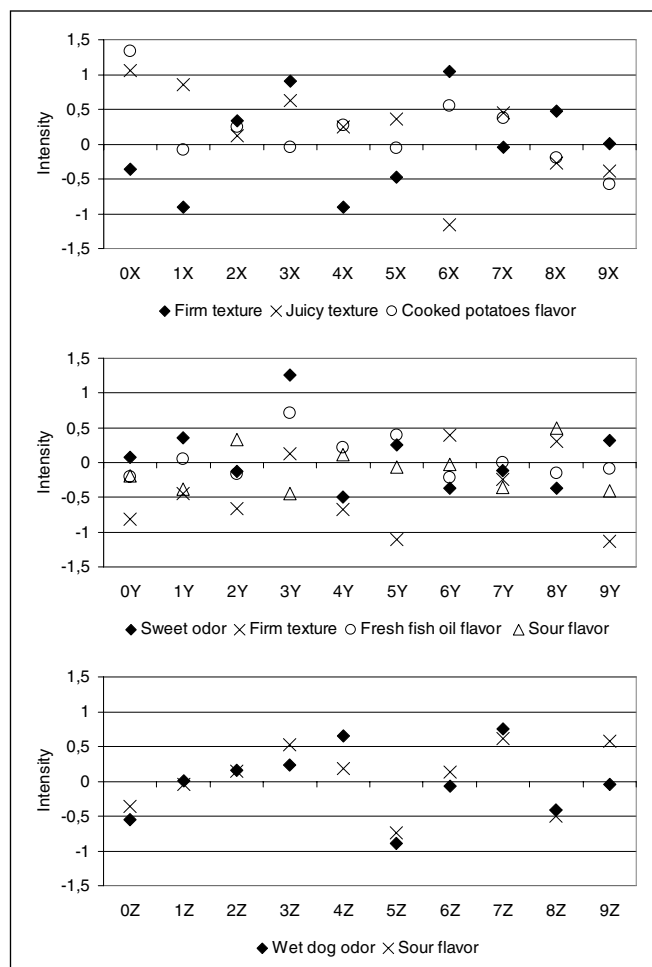 1,5
1
0,5
0
-0,5
-1
-1,5
Intensity
0X 1X 2X 3X 4X 5X 6X 7X 8X 9X
◆ Firm texture × Juicy texture ○ Cooked potatoes flavor
1,5
1
0,5
0
-0,5
-1
-1,5
Intensity
0Y 1Y 2Y 3Y 4Y 5Y 6Y 7Y 8Y 9Y
◆ Sweet odor × Firm texture ○ Fresh fish oil flavor △ Sour flavor
1,5
1
0,5
0
-0,5
-1
-1,5
Intensity
0Z 1Z 2Z 3Z 4Z 5Z 6Z 7Z 8Z 9Z
◆ Wet dog odor × Sour flavor